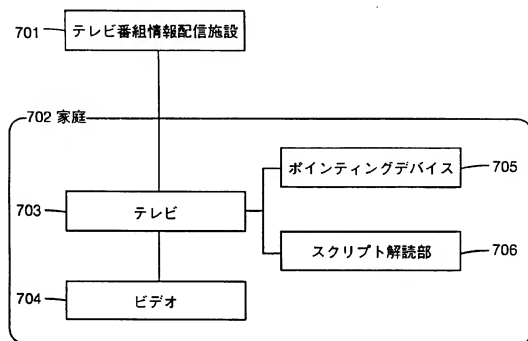 701 テレビ番組情報配信施設
702 家庭
ポインティングデバイス 705
703 テレビ
スクリプト解読部 706
704 ビデオ